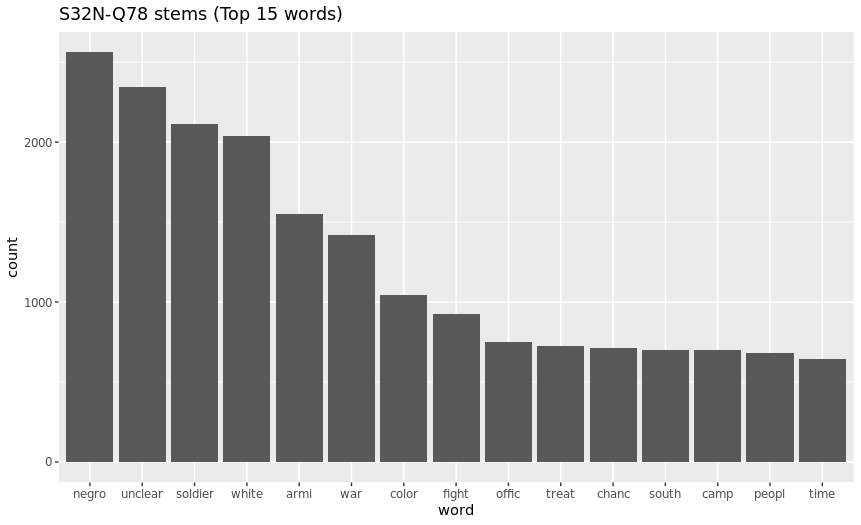 S32N-Q78 stems (Top 15 words)
2000
1000
0
count
negro unclear soldier white armi war color fight offic treat chanc south camp peopl time
word